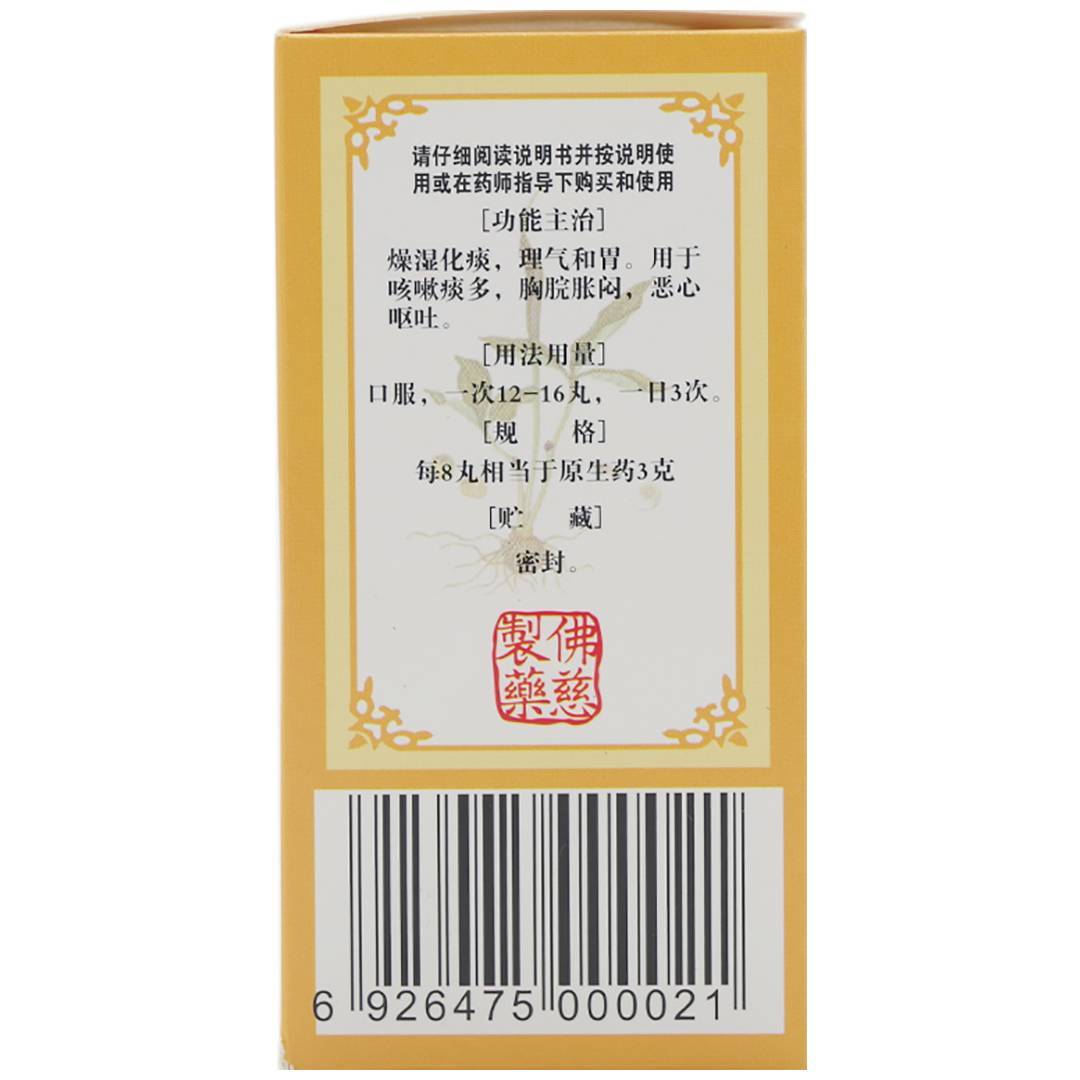 请仔细阅读说明书并按说明使
用或在药师指导下购买和使用
[功能主治]
燥湿化痰，理气和胃。用于
咳嗽痰多，胸脘胀闷，恶心
呕吐。
[用法用量]
口服，一次12-16丸，一日3次。
[规 格]
每8丸相当于原生药3克
[贮 藏]
密封。
佛慈
製藥
6 926475 000021